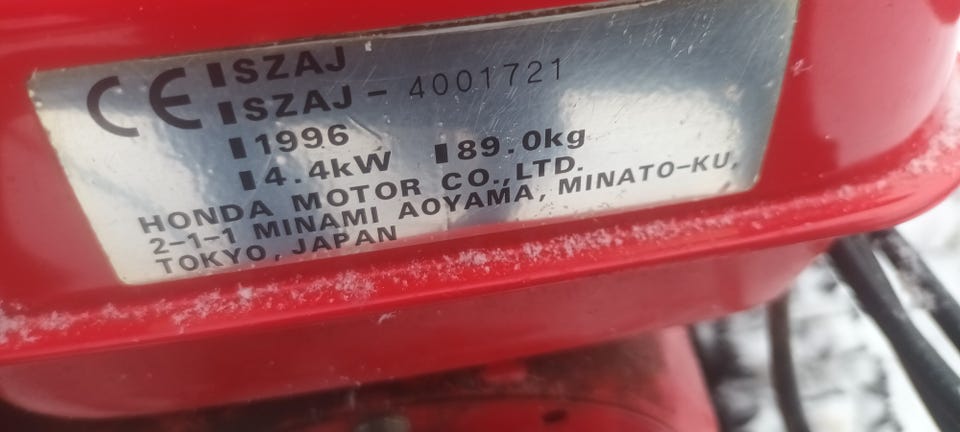 CE ▮SZAJ
▮SZAJ- 4001721
▮1996
▮4.4kW ▮89.0kg
HONDA MOTOR CO.,LTD.
2-1-1 MINAMI AOYAMA, MINATO-KU,
TOKYO, JAPAN